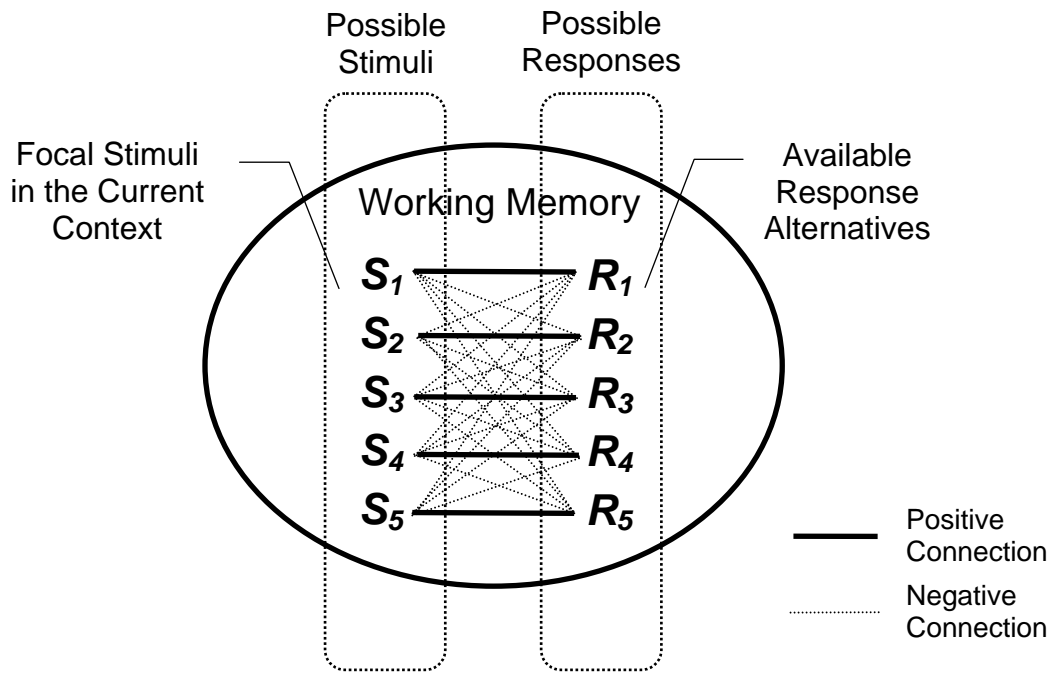 Possible
Stimuli
Possible
Responses
Focal Stimuli
in the Current
Context
Available
Response
Alternatives
Working Memory
S1 R1
S2 R2
S3 R3
S4 R4
S5 R5
Positive
Connection
Negative
Connection